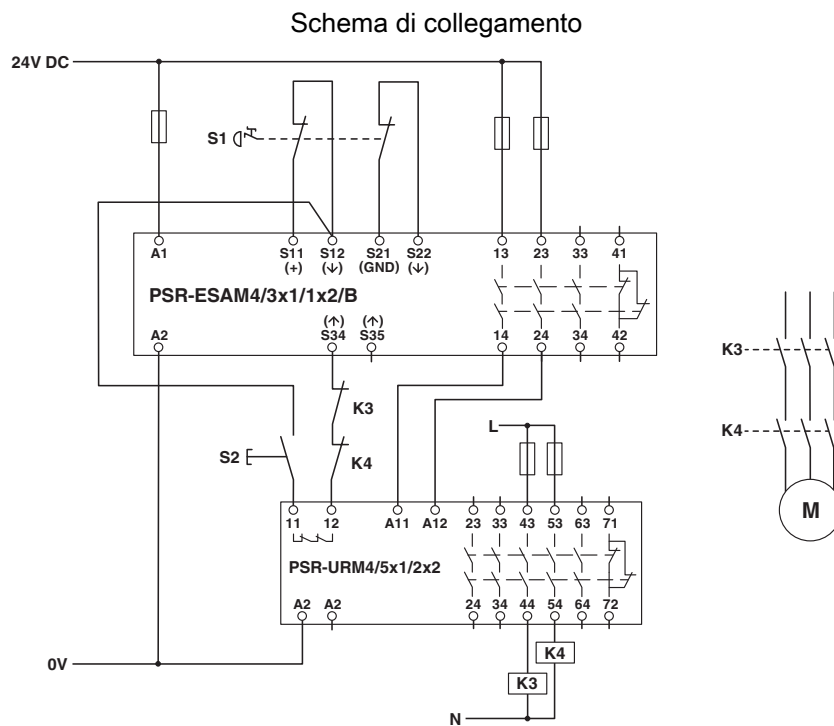 Schema di collegamento
24V DC
S1
A1 S11 S12 S21 S22 13 23 33 41
(+) (↓) (GND) (↓)
PSR-ESAM4/3x1/1x2/B
(↑) (↑)
A2 S34 S35 14 24 34 42
K3
K3
L
K4
S2
K4
M
11 12 A11 A12 23 33 43 53 63 71
PSR-URM4/5x1/2x2
A2 A2 24 34 44 54 64 72
0V
K4
K3
N